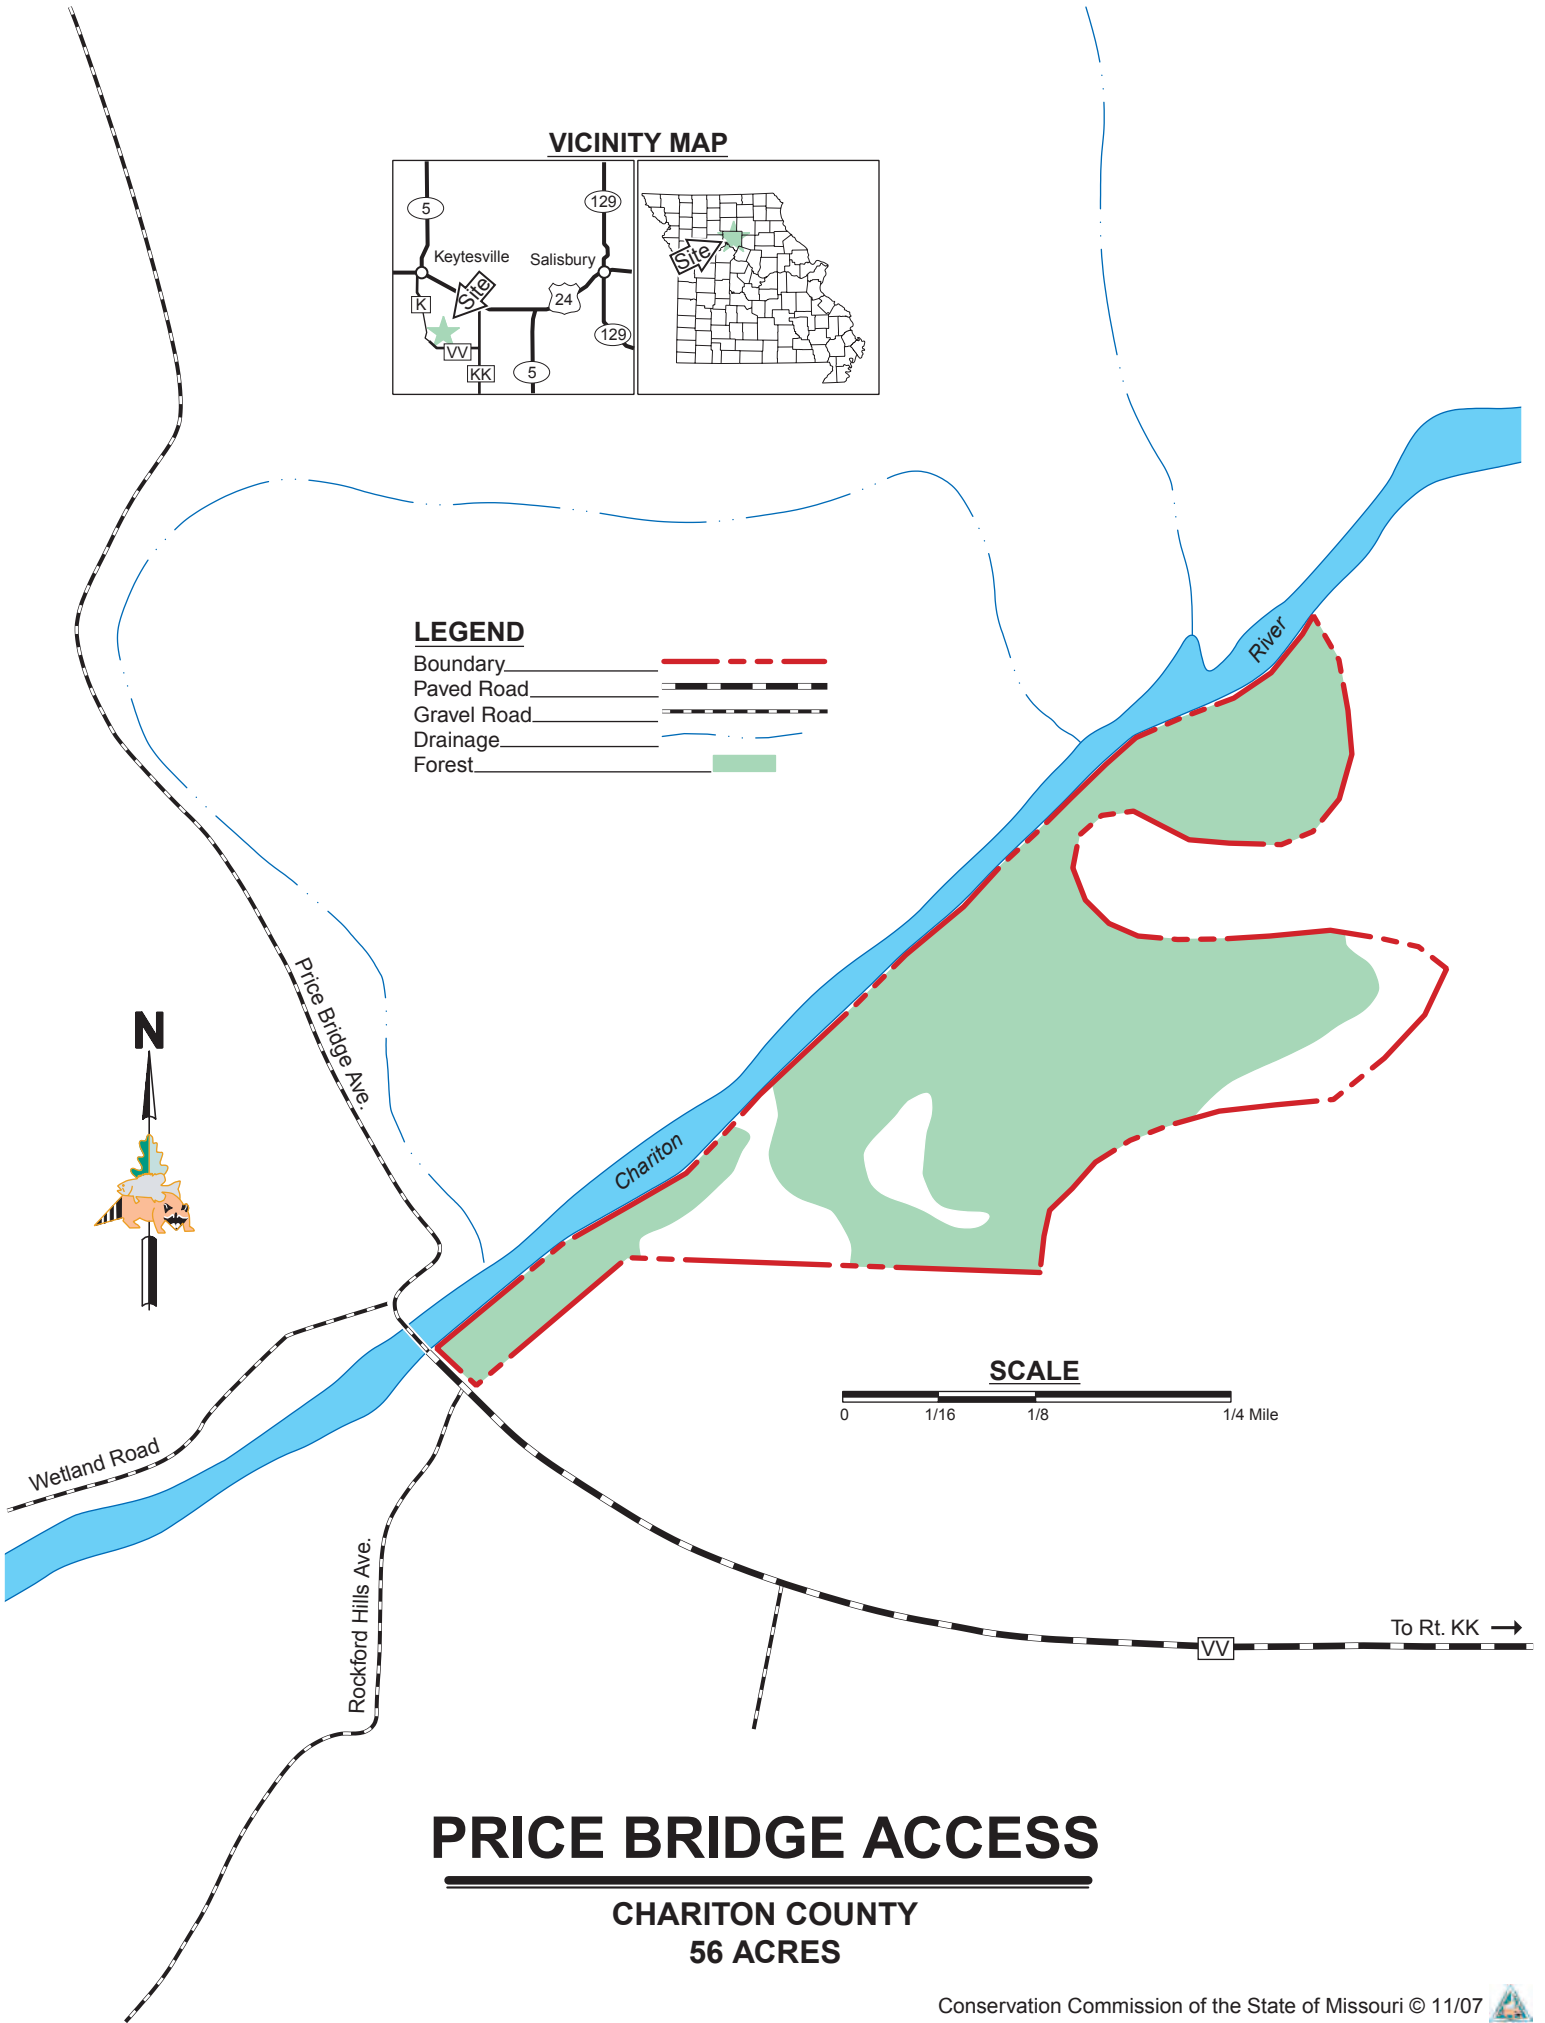 VICINITY MAP
5
129
Keytesville
Salisbury
Site
Site
K
24
129
VV
KK
5
LEGEND
Boundary
Paved Road
Gravel Road
Drainage
Forest
River
Price Bridge Ave.
N
Chariton
SCALE
0 1/16 1/8 1/4 Mile
Wetland Road
Rockford Hills Ave.
To Rt. KK
VV
PRICE BRIDGE ACCESS
CHARITON COUNTY
56 ACRES
Conservation Commission of the State of Missouri © 11/07